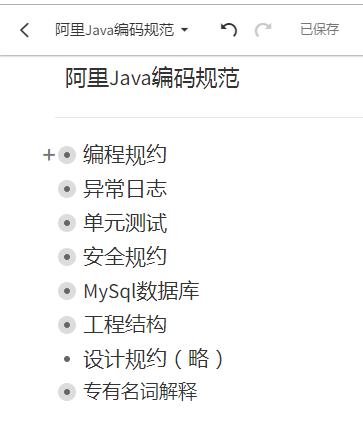 阿里Java编码规范
已保存
阿里Java编码规范
编程规约
异常日志
单元测试
安全规约
MySql数据库
工程结构
设计规约（略）
专有名词解释